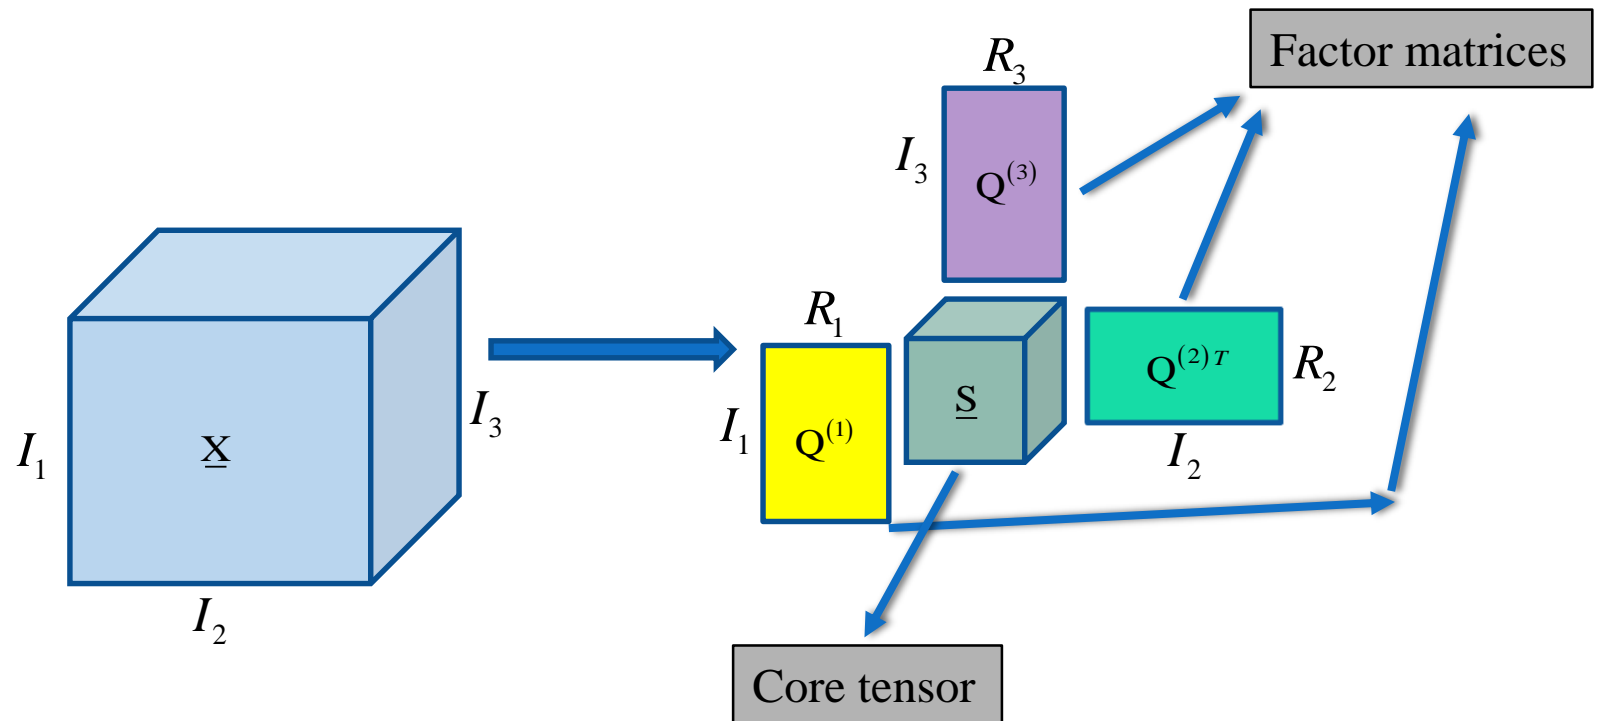 Factor matrices
R₃
I₃
Q⁽³⁾
R₁
I₁
Q⁽¹⁾
S̲
Q⁽²⁾ᵀ
R₂
I₂
I₁
X̲
I₃
I₂
Core tensor